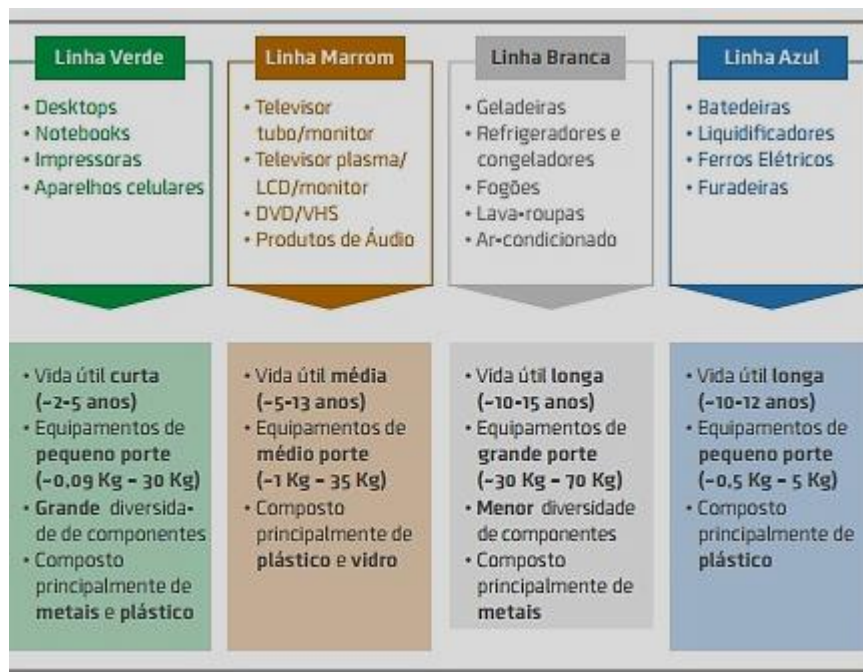 Linha Verde
• Desktops
• Notebooks
• Impressoras
• Aparelhos celulares
• Vida útil curta
(~2-5 anos)
• Equipamentos de
pequeno porte
(~0,09 Kg – 30 Kg)
• Grande diversida-
de de componentes
• Composto
principalmente de
metais e plástico
Linha Marrom
• Televisor
tubo/monitor
• Televisor plasma/
LCD/monitor
• DVD/VHS
• Produtos de Áudio
• Vida útil média
(~5-13 anos)
• Equipamentos de
médio porte
(~1 Kg – 35 Kg)
• Composto
principalmente de
plástico e vidro
Linha Branca
• Geladeiras
• Refrigeradores e
congeladores
• Fogões
• Lava-roupas
• Ar-condicionado
• Vida útil longa
(~10-15 anos)
• Equipamentos de
grande porte
(~30 Kg – 70 Kg)
• Menor diversidade
de componentes
• Composto
principalmente de
metais
Linha Azul
• Batedeiras
• Liquidificadores
• Ferros Elétricos
• Furadeiras
• Vida útil longa
(~10-12 anos)
• Equipamentos de
pequeno porte
(~0,5 Kg – 5 Kg)
• Composto
principalmente de
plástico